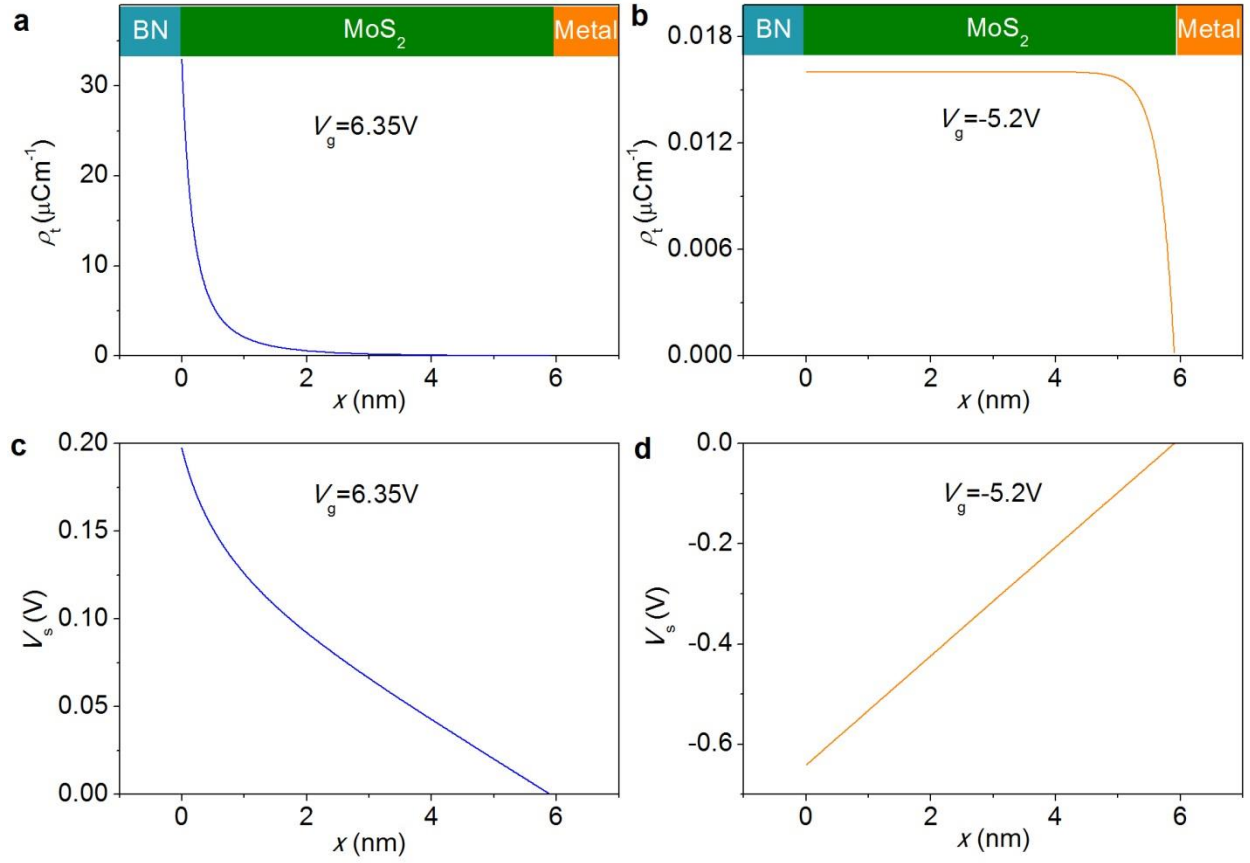 a
BN MoS₂ Metal
30
20
10
0
ρt (μCm⁻¹)
Vg=6.35V
0 2 4 6
x (nm)
b
BN MoS₂ Metal
0.018
0.012
0.006
0.000
ρt (μCm⁻¹)
Vg=-5.2V
0 2 4 6
x (nm)
c
0.20
0.15
0.10
0.05
0.00
Vs (V)
Vg=6.35V
0 2 4 6
x (nm)
d
0.0
-0.2
-0.4
-0.6
Vs (V)
Vg=-5.2V
0 2 4 6
x (nm)